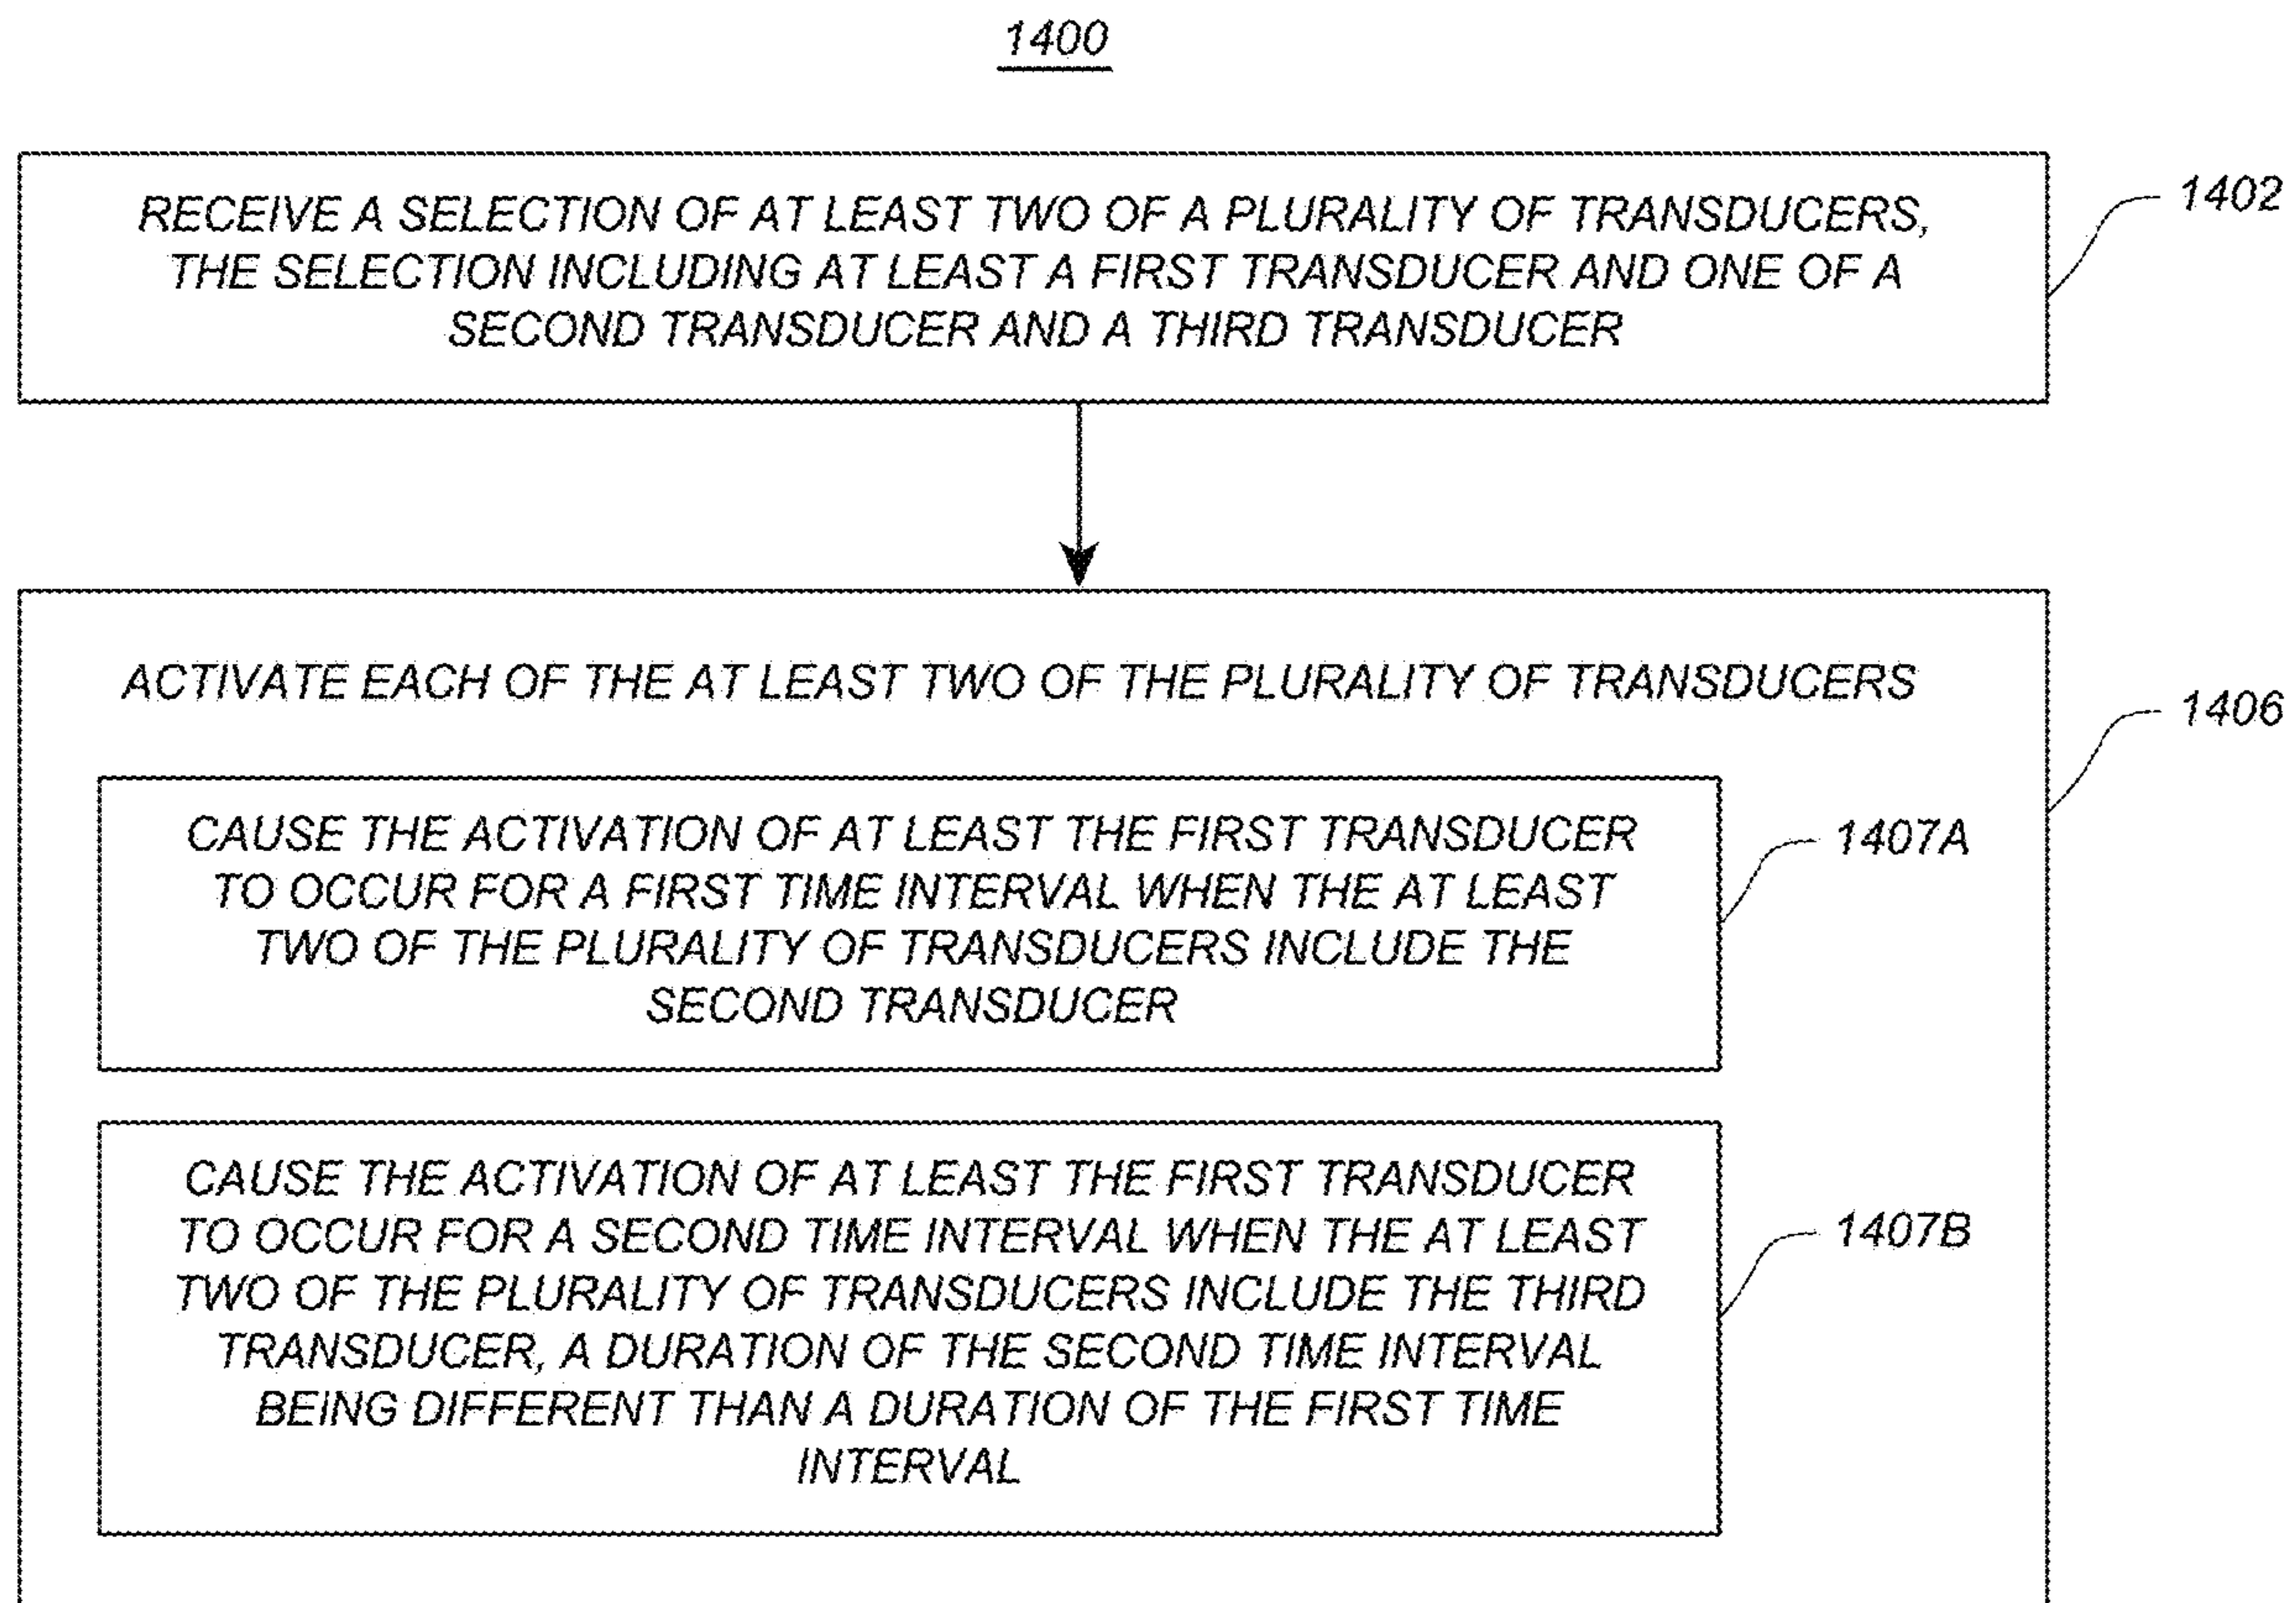 1400
RECEIVE A SELECTION OF AT LEAST TWO OF A PLURALITY OF TRANSDUCERS,
THE SELECTION INCLUDING AT LEAST A FIRST TRANSDUCER AND ONE OF A
SECOND TRANSDUCER AND A THIRD TRANSDUCER
1402
ACTIVATE EACH OF THE AT LEAST TWO OF THE PLURALITY OF TRANSDUCERS
1406
CAUSE THE ACTIVATION OF AT LEAST THE FIRST TRANSDUCER
TO OCCUR FOR A FIRST TIME INTERVAL WHEN THE AT LEAST
TWO OF THE PLURALITY OF TRANSDUCERS INCLUDE THE
SECOND TRANSDUCER
1407A
CAUSE THE ACTIVATION OF AT LEAST THE FIRST TRANSDUCER
TO OCCUR FOR A SECOND TIME INTERVAL WHEN THE AT LEAST
TWO OF THE PLURALITY OF TRANSDUCERS INCLUDE THE THIRD
TRANSDUCER, A DURATION OF THE SECOND TIME INTERVAL
BEING DIFFERENT THAN A DURATION OF THE FIRST TIME
INTERVAL
1407B